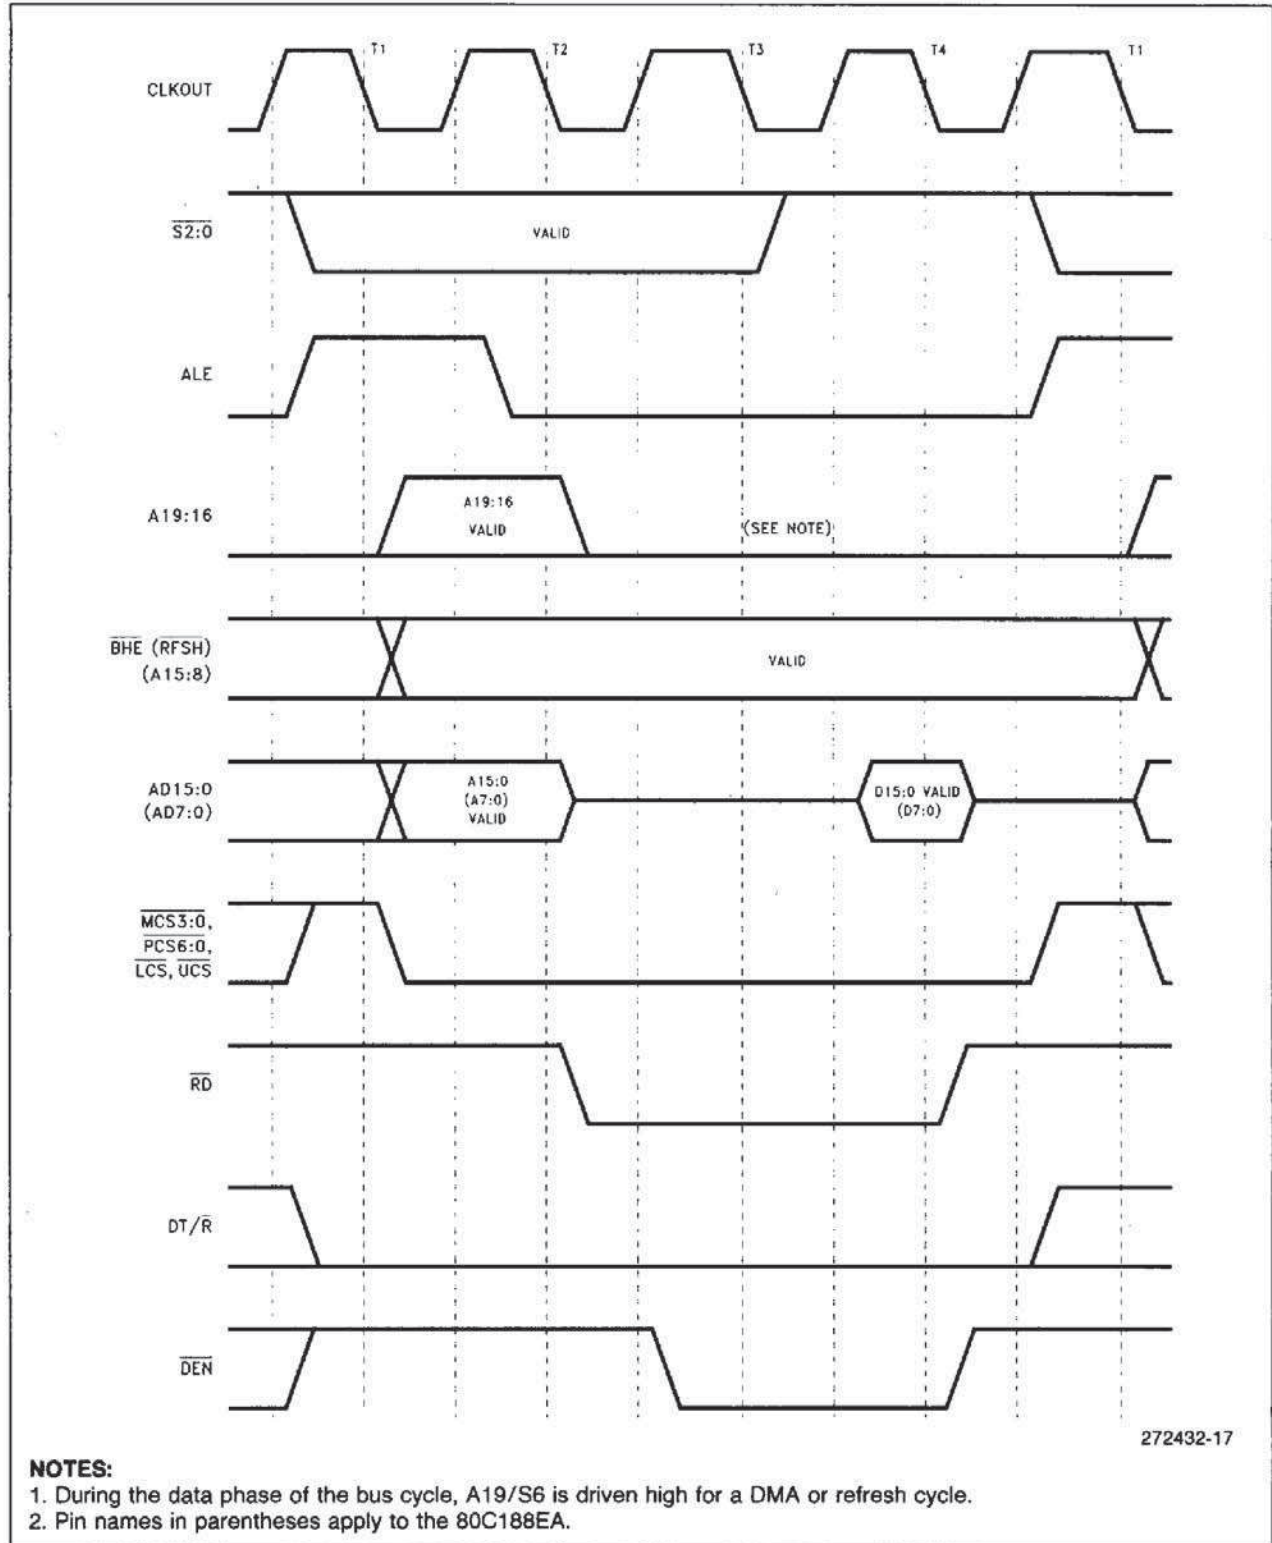 T1 T2 T3 T4 T1
CLKOUT
S2:0
VALID
ALE
A19:16
A19:16
VALID
(SEE NOTE)
BHE (RFSH)
(A15:8)
VALID
AD15:0
(AD7:0)
A15:0
(A7:0)
VALID
D15:0 VALID
(D7:0)
MCS3:0,
PCS6:0,
LCS, UCS
RD
DT/R
DEN
272432-17
NOTES:
1. During the data phase of the bus cycle, A19/S6 is driven high for a DMA or refresh cycle.
2. Pin names in parentheses apply to the 80C188EA.